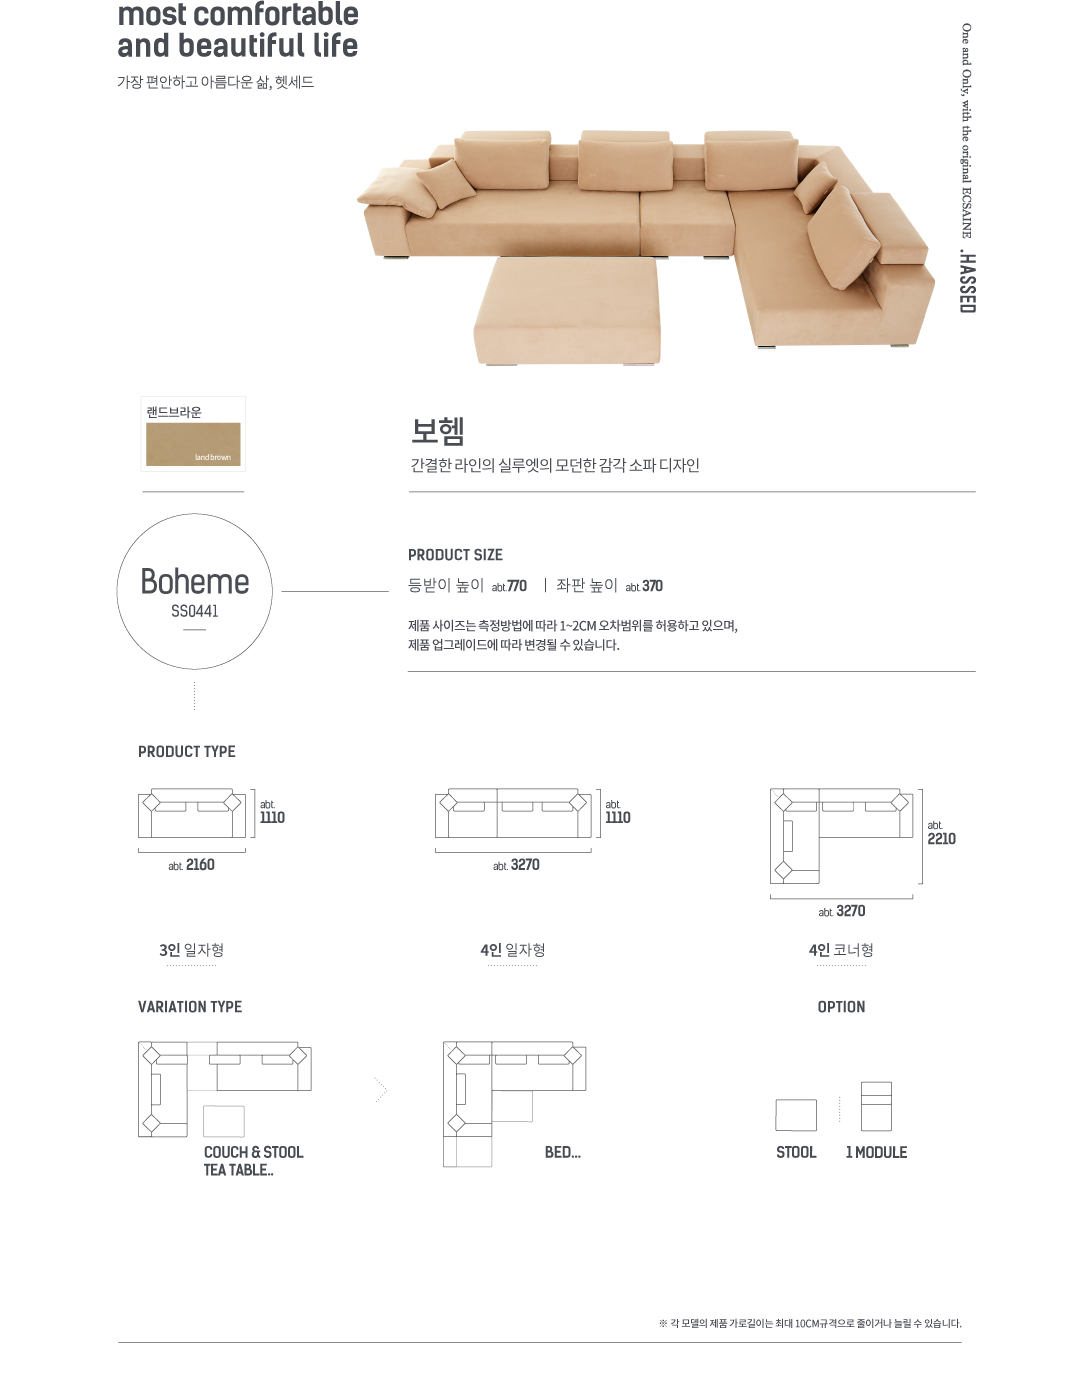 most comfortable
and beautiful life
가장 편안하고 아름다운 삶, 헷세드
One and Only, with the original ECSAINE .HASSED
랜드브라운
land brown
보헴
간결한 라인의 실루엣의 모던한 감각 소파 디자인
Boheme
SS0441
PRODUCT SIZE
등받이 높이 abt.770 | 좌판 높이 abt.370
제품 사이즈는 측정방법에 따라 1~2CM 오차범위를 허용하고 있으며,
제품 업그레이드에 따라 변경될 수 있습니다.
PRODUCT TYPE
abt.
1110
abt. 2160
3인 일자형
abt.
1110
abt. 3270
4인 일자형
abt.
2210
abt. 3270
4인 코너형
VARIATION TYPE
OPTION
COUCH & STOOL
TEA TABLE..
BED...
STOOL
1 MODULE
※ 각 모델의 제품 가로길이는 최대 10CM규격으로 줄이거나 늘릴 수 있습니다.